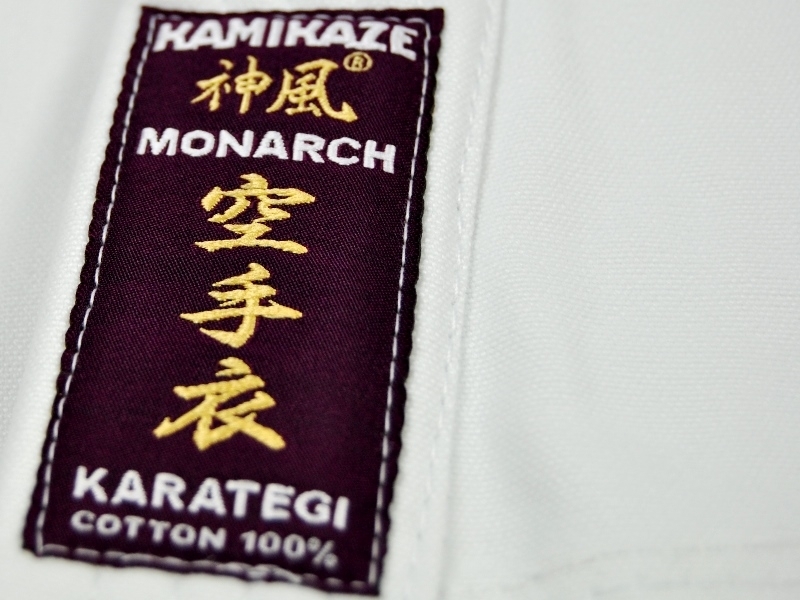 KAMIKAZE
神風®
MONARCH
空
手
衣
KARATEGI
COTTON 100%